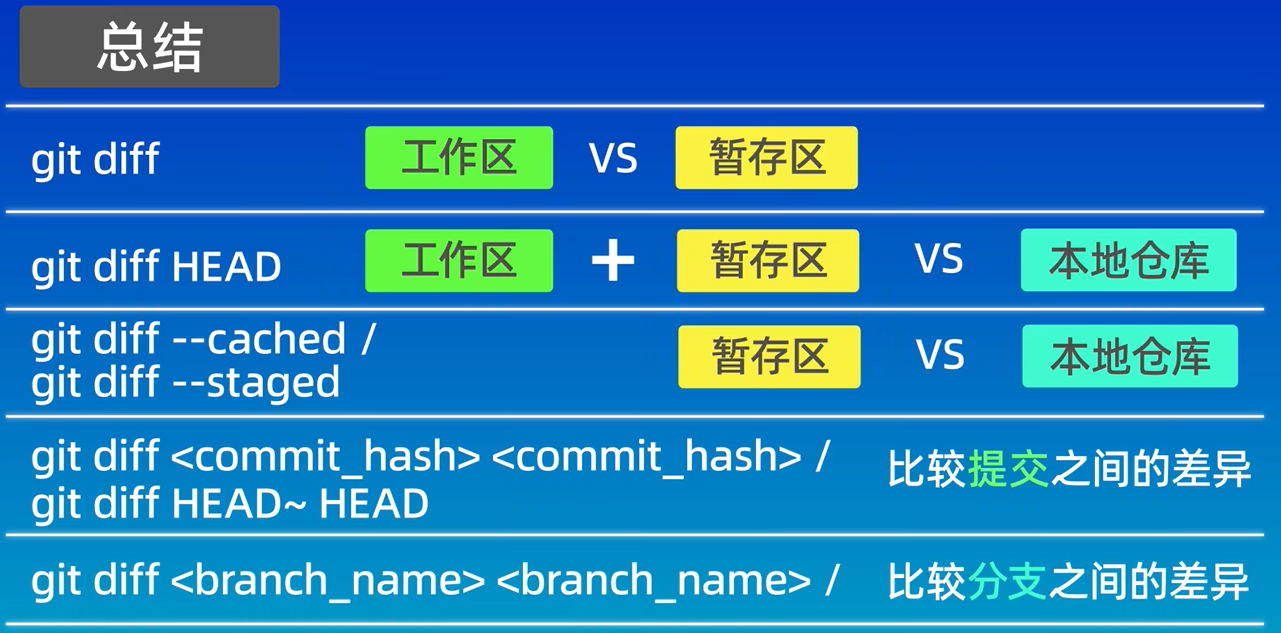 总结
git diff 工作区 VS 暂存区
git diff HEAD 工作区 + 暂存区 VS 本地仓库
git diff --cached /
git diff --staged 暂存区 VS 本地仓库
git diff <commit_hash> <commit_hash> /
git diff HEAD~ HEAD 比较提交之间的差异
git diff <branch_name> <branch_name> / 比较分支之间的差异